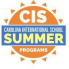 CIS
CAROLINA INTERNATIONAL SCHOOL
SUMMER
PROGRAMS